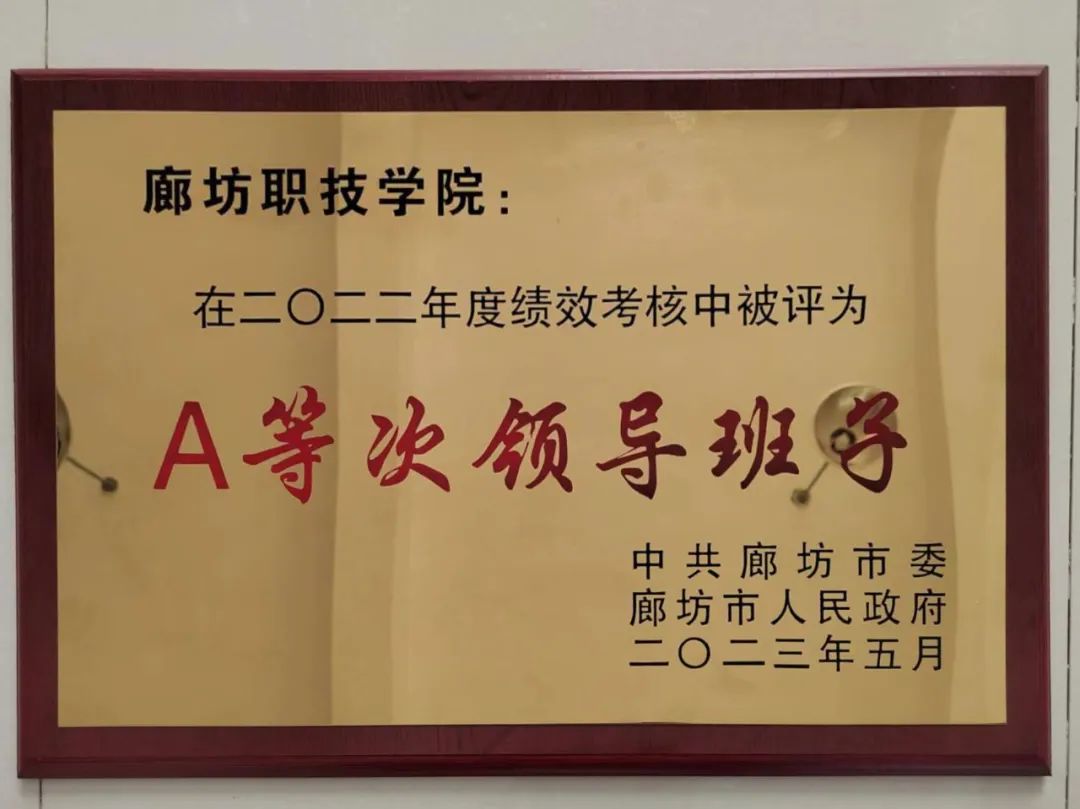 廊坊职技学院：
在二〇二二年度绩效考核中被评为
A等次领导班子
中共廊坊市委
廊坊市人民政府
二〇二三年五月